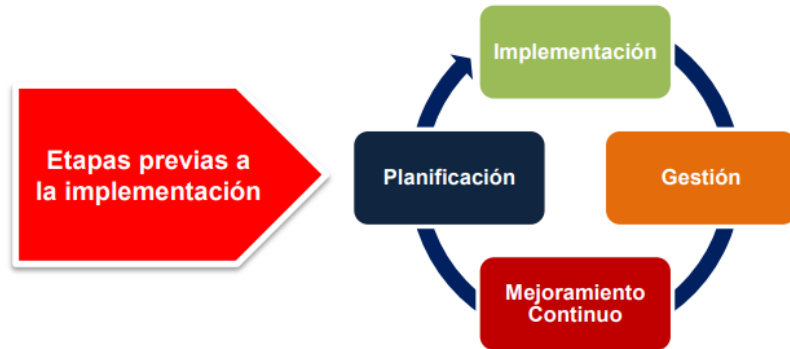 Etapas previas a
la implementación
Implementación
Planificación
Gestión
Mejoramiento
Continuo